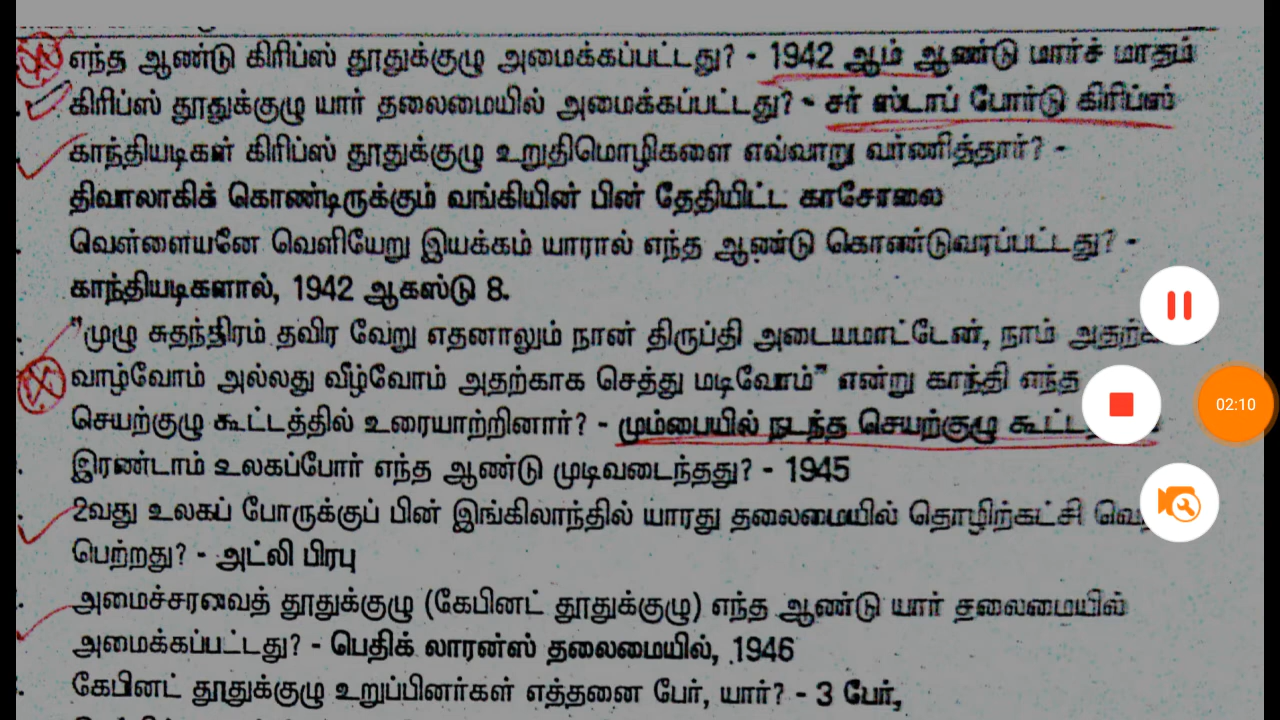 எந்த ஆண்டு கிரிப்ஸ் தூதுக்குழு அமைக்கப்பட்டது? - 1942 ஆம் ஆண்டு மார்ச் மாதம்
கிரிப்ஸ் தூதுக்குழு யார் தலைமையில் அமைக்கப்பட்டது? - சர் ஸ்டாப் போர்டு கிரிப்ஸ்
காந்தியடிகள் கிரிப்ஸ் தூதுக்குழு உறுதிமொழிகளை எவ்வாறு வர்ணித்தார்? -
திவாலாகிக் கொண்டிருக்கும் வங்கியின் பின் தேதியிட்ட காசோலை
வெள்ளையனே வெளியேறு இயக்கம் யாரால் எந்த ஆண்டு கொண்டுவரப்பட்டது? -
காந்தியடிகளால், 1942 ஆகஸ்டு 8.
"முழு சுதந்திரம் தவிர வேறு எதனாலும் நான் திருப்தி அடையமாட்டேன், நாம்
வாழ்வோம் அல்லது வீழ்வோம் அதற்காக செத்து மடிவோம்" என்று காந்தி எந்த
செயற்குழு கூட்டத்தில் உரையாற்றினார்? - மும்பையில் நடந்த செயற்குழு
இரண்டாம் உலகப்போர் எந்த ஆண்டு முடிவடைந்தது? - 1945
2வது உலகப் போருக்குப் பின் இங்கிலாந்தில் யாரது தலைமையில் தொழிற்கட்சி
பெற்றது? - அட்லி பிரபு
அமைச்சரவைத் தூதுக்குழு (கேபினட் தூதுக்குழு) எந்த ஆண்டு யார் தலைமையில்
அமைக்கப்பட்டது? - பெதிக் லாரன்ஸ் தலைமையில், 1946
கேபினட் தூதுக்குழு உறுப்பினர்கள் எத்தனை பேர், யார்? - 3 பேர்,
02:10